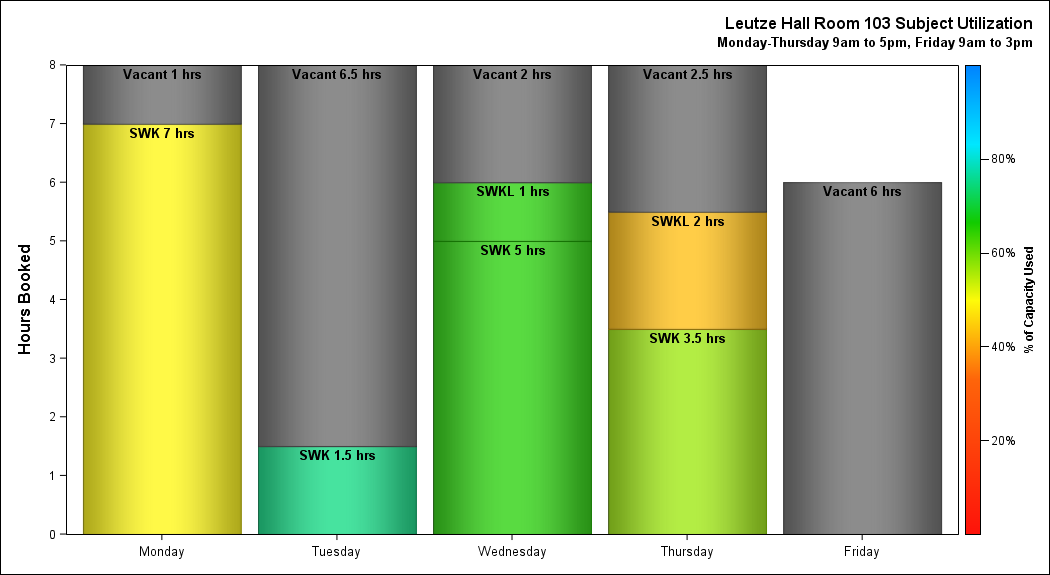 Leutze Hall Room 103 Subject Utilization
Monday-Thursday 9am to 5pm, Friday 9am to 3pm
Hours Booked
8
7
6
5
4
3
2
1
0
Vacant 1 hrs
SWK 7 hrs
Vacant 6.5 hrs
SWK 1.5 hrs
Vacant 2 hrs
SWKL 1 hrs
SWK 5 hrs
Vacant 2.5 hrs
SWKL 2 hrs
SWK 3.5 hrs
Vacant 6 hrs
Monday
Tuesday
Wednesday
Thursday
Friday
80%
60%
40%
20%
% of Capacity Used